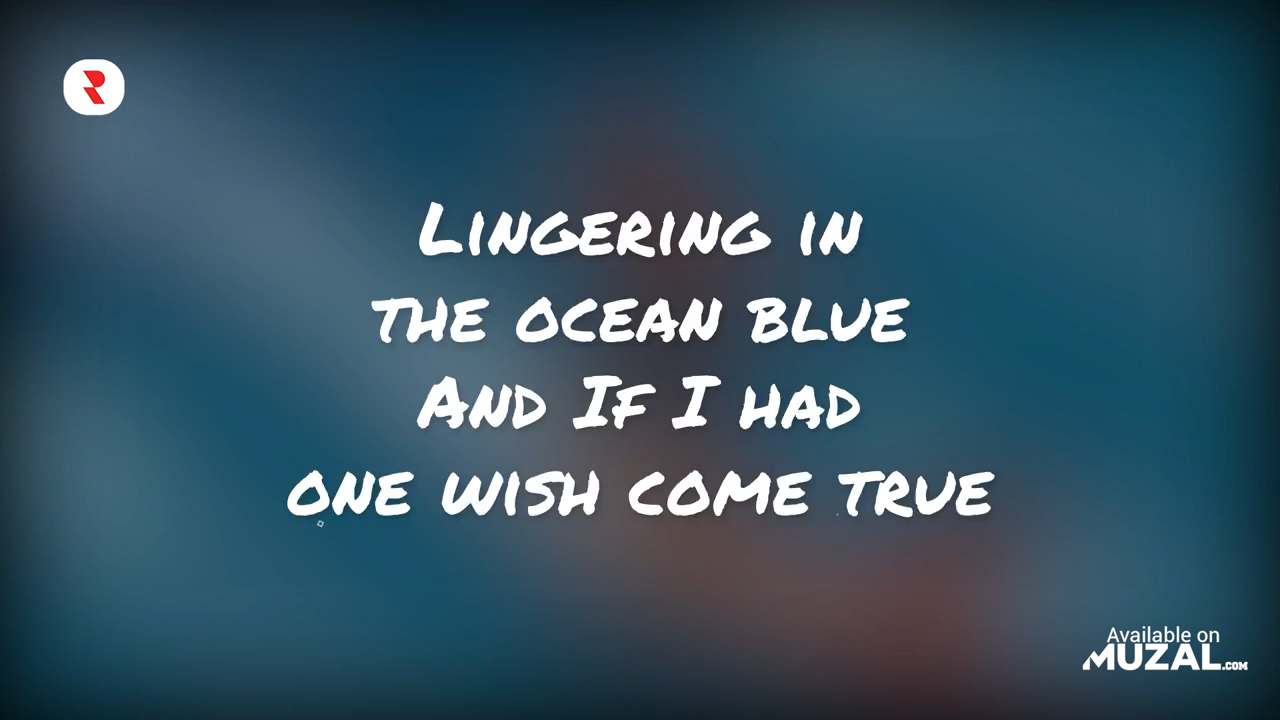 R
Lingering in
the ocean blue
And If I had
one wish come true
Available on
MUZAL.COM